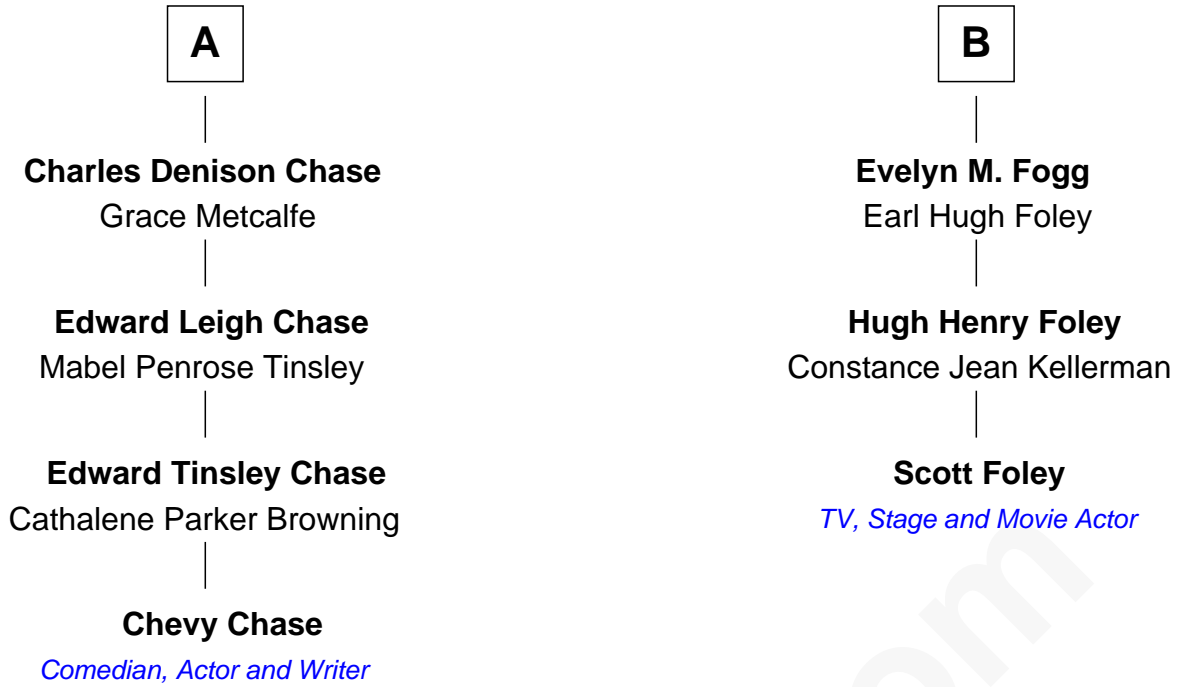 A
Charles Denison Chase
Grace Metcalfe
Edward Leigh Chase
Mabel Penrose Tinsley
Edward Tinsley Chase
Cathalene Parker Browning
Chevy Chase
Comedian, Actor and Writer
B
Evelyn M. Fogg
Earl Hugh Foley
Hugh Henry Foley
Constance Jean Kellerman
Scott Foley
TV, Stage and Movie Actor